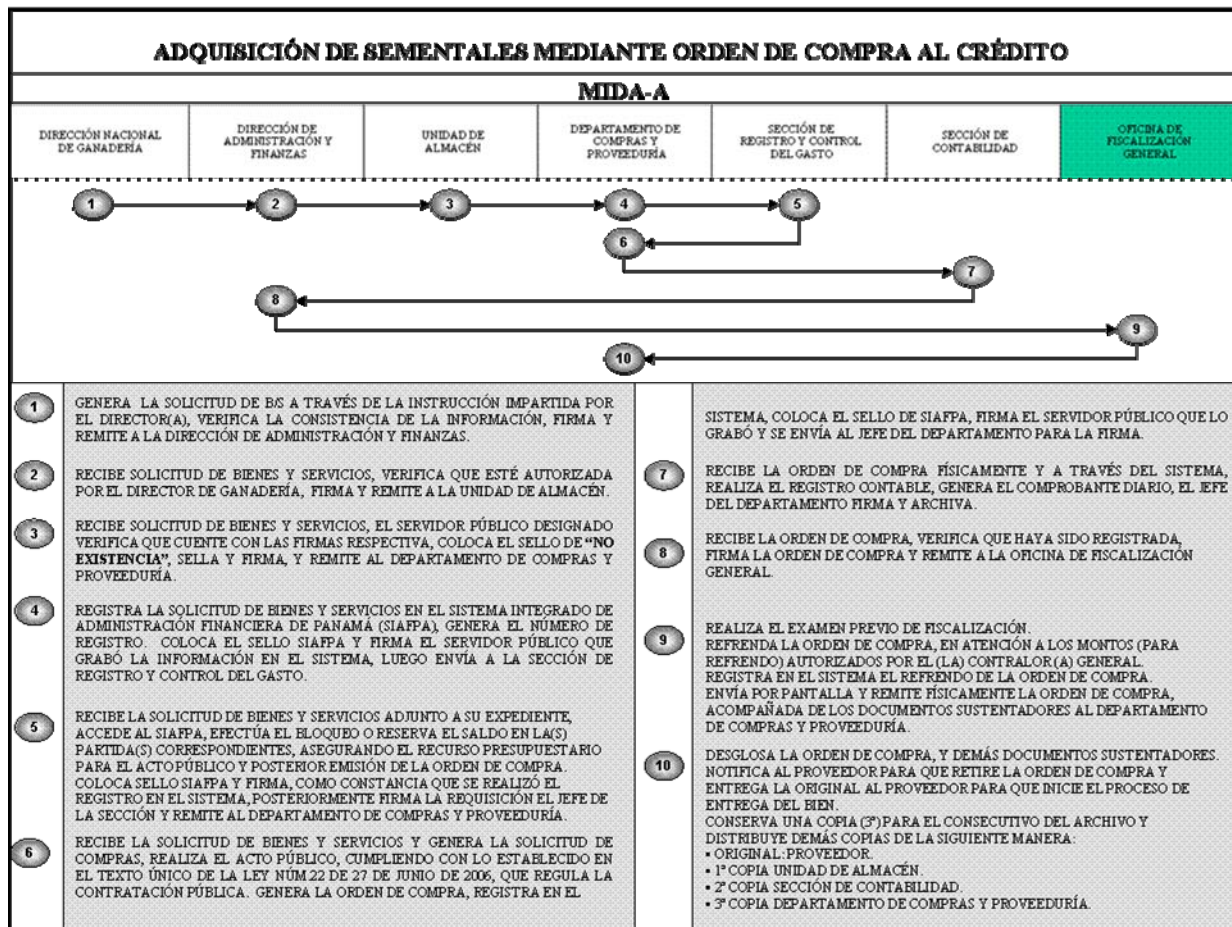 ADQUISICIÓN DE SEMENTALES MEDIANTE ORDEN DE COMPRA AL CRÉDITO
MIDA-A
DIRECCIÓN NACIONAL
DE GANADERÍA
DIRECCIÓN DE
ADMINISTRACIÓN Y
FINANZAS
UNIDAD DE
ALMACÉN
DEPARTAMENTO DE
COMPRAS Y
PROVEEDURÍA
SECCIÓN DE
REGISTRO Y CONTROL
DEL GASTO
SECCIÓN DE
CONTABILIDAD
OFICINA DE
FISCALIZACIÓN
GENERAL
1
2
3
4
5
6
7
8
9
10
1
GENERA LA SOLICITUD DE B/S A TRAVÉS DE LA INSTRUCCIÓN IMPARTIDA POR
EL DIRECTOR(A), VERIFICA LA CONSISTENCIA DE LA INFORMACIÓN, FIRMA Y
REMITE A LA DIRECCIÓN DE ADMINISTRACIÓN Y FINANZAS.
2
RECIBE SOLICITUD DE BIENES Y SERVICIOS, VERIFICA QUE ESTÉ AUTORIZADA
POR EL DIRECTOR DE GANADERÍA, FIRMA Y REMITE A LA UNIDAD DE ALMACÉN.
3
RECIBE SOLICITUD DE BIENES Y SERVICIOS, EL SERVIDOR PÚBLICO DESIGNADO
VERIFICA QUE CUENTE CON LAS FIRMAS RESPECTIVA, COLOCA EL SELLO DE “NO
EXISTENCIA”, SELLA Y FIRMA, Y REMITE AL DEPARTAMENTO DE COMPRAS Y
PROVEEDURÍA.
4
REGISTRA LA SOLICITUD DE BIENES Y SERVICIOS EN EL SISTEMA INTEGRADO DE
ADMINISTRACIÓN FINANCIERA DE PANAMÁ (SIAFPA), GENERA EL NÚMERO DE
REGISTRO. COLOCA EL SELLO SIAFPA Y FIRMA EL SERVIDOR PÚBLICO QUE
GRABÓ LA INFORMACIÓN EN EL SISTEMA, LUEGO ENVÍA A LA SECCIÓN DE
REGISTRO Y CONTROL DEL GASTO.
5
RECIBE LA SOLICITUD DE BIENES Y SERVICIOS ADJUNTO A SU EXPEDIENTE,
ACCEDE AL SIAFPA, EFECTÚA EL BLOQUEO O RESERVA EL SALDO EN LA(S)
PARTIDA(S) CORRESPONDIENTES, ASEGURANDO EL RECURSO PRESUPUESTARIO
PARA EL ACTO PÚBLICO Y POSTERIOR EMISIÓN DE LA ORDEN DE COMPRA.
COLOCA SELLO SIAFPA Y FIRMA, COMO CONSTANCIA QUE SE REALIZÓ EL
REGISTRO EN EL SISTEMA, POSTERIORMENTE FIRMA LA REQUISICIÓN EL JEFE DE
LA SECCIÓN Y REMITE AL DEPARTAMENTO DE COMPRAS Y PROVEEDURÍA.
6
RECIBE LA SOLICITUD DE BIENES Y SERVICIOS Y GENERA LA SOLICITUD DE
COMPRAS, REALIZA EL ACTO PÚBLICO, CUMPLIENDO CON LO ESTABLECIDO EN
EL TEXTO ÚNICO DE LA LEY NÚM.22 DE 27 DE JUNIO DE 2006, QUE REGULA LA
CONTRATACIÓN PÚBLICA. GENERA LA ORDEN DE COMPRA, REGISTRA EN EL
SISTEMA, COLOCA EL SELLO DE SIAFPA, FIRMA EL SERVIDOR PÚBLICO QUE LO
GRABÓ Y SE ENVÍA AL JEFE DEL DEPARTAMENTO PARA LA FIRMA.
7
RECIBE LA ORDEN DE COMPRA FÍSICAMENTE Y A TRAVÉS DEL SISTEMA,
REALIZA EL REGISTRO CONTABLE, GENERA EL COMPROBANTE DIARIO, EL JEFE
DEL DEPARTAMENTO FIRMA Y ARCHIVA.
8
RECIBE LA ORDEN DE COMPRA, VERIFICA QUE HAYA SIDO REGISTRADA,
FIRMA LA ORDEN DE COMPRA Y REMITE A LA OFICINA DE FISCALIZACIÓN
GENERAL.
9
REALIZA EL EXAMEN PREVIO DE FISCALIZACIÓN.
REFRENDA LA ORDEN DE COMPRA, EN ATENCIÓN A LOS MONTOS (PARA
REFRENDO) AUTORIZADOS POR EL (LA) CONTRALOR(A) GENERAL.
REGISTRA EN EL SISTEMA EL REFRENDO DE LA ORDEN DE COMPRA.
ENVÍA POR PANTALLA Y REMITE FÍSICAMENTE LA ORDEN DE COMPRA,
ACOMPAÑADA DE LOS DOCUMENTOS SUSTENTADORES AL DEPARTAMENTO
DE COMPRAS Y PROVEEDURÍA.
10
DESGLOSA LA ORDEN DE COMPRA, Y DEMÁS DOCUMENTOS SUSTENTADORES.
NOTIFICA AL PROVEEDOR PARA QUE RETIRE LA ORDEN DE COMPRA Y
ENTREGA LA ORIGINAL AL PROVEEDOR PARA QUE INICIE EL PROCESO DE
ENTREGA DEL BIEN.
CONSERVA UNA COPIA (3ª) PARA EL CONSECUTIVO DEL ARCHIVO Y
DISTRIBUYE DEMÁS COPIAS DE LA SIGUIENTE MANERA:
▪ ORIGINAL: PROVEEDOR.
▪ 1ª COPIA UNIDAD DE ALMACÉN.
▪ 2ª COPIA SECCIÓN DE CONTABILIDAD.
▪ 3ª COPIA DEPARTAMENTO DE COMPRAS Y PROVEEDURÍA.